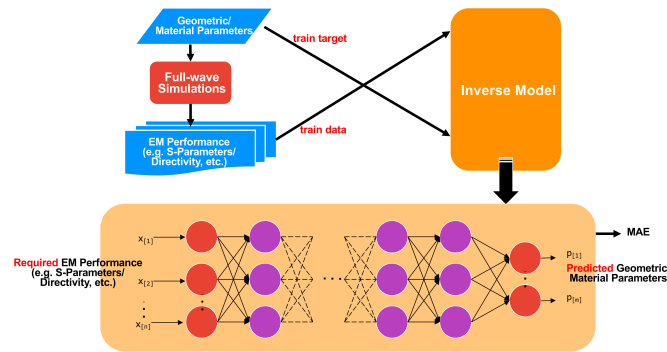 Geometric/
Material Parameters
train target
Full-wave
Simulations
Inverse Model
train data
EM Performance
(e.g. S-Parameters/
Directivity, etc.)
MAE
x[1]
p[1]
Required EM Performance
(e.g. S-Parameters/
Directivity, etc.)
x[2]
Predicted Geometric
Material Parameters
x[n]
p[m]